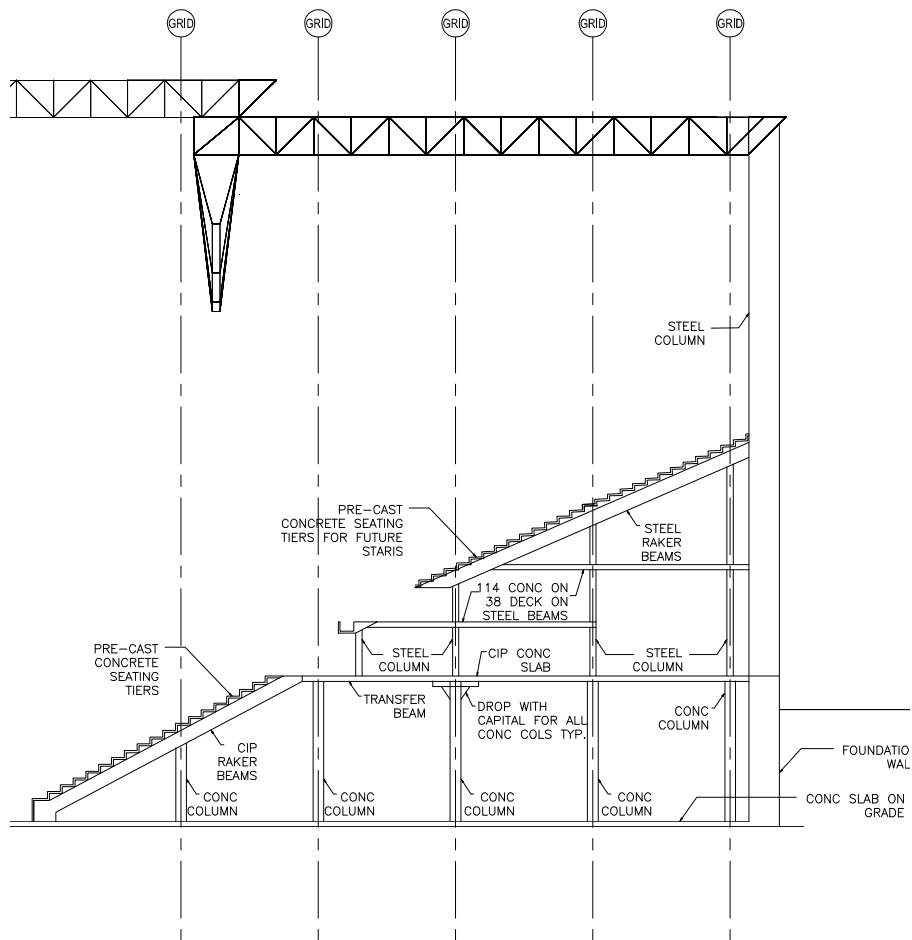 GRID
GRID
GRID
GRID
GRID
STEEL
COLUMN
PRE-CAST
CONCRETE SEATING
TIERS FOR FUTURE
STARIS
STEEL
RAKER
BEAMS
114 CONC ON
38 DECK ON
STEEL BEAMS
PRE-CAST
CONCRETE
SEATING
TIERS
STEEL
COLUMN
CIP CONC
SLAB
STEEL
COLUMN
TRANSFER
BEAM
DROP WITH
CAPITAL FOR ALL
CONC COLS TYP.
CONC
COLUMN
CIP
RAKER
BEAMS
FOUNDATIO
WAL
CONC
COLUMN
CONC
COLUMN
CONC
COLUMN
CONC
COLUMN
CONC SLAB ON
GRADE